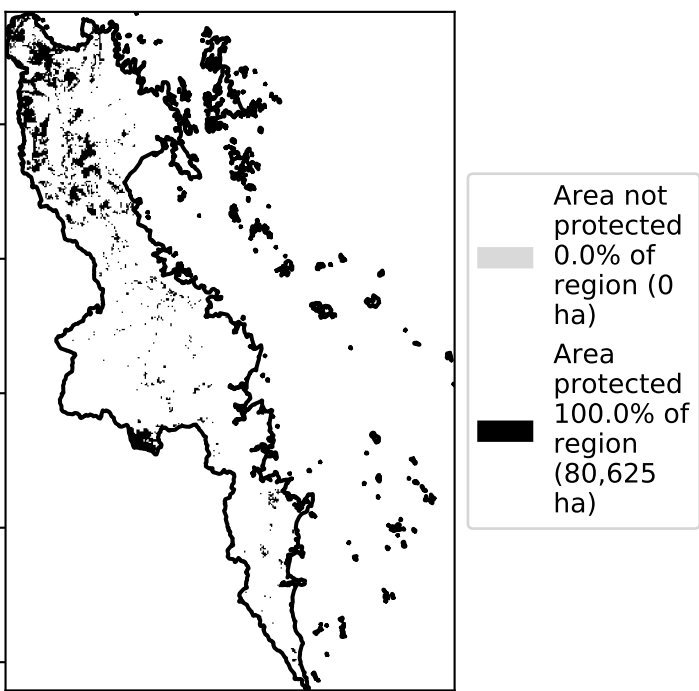 Area not
protected
0.0% of
region (0
ha)
Area
protected
100.0% of
region
(80,625
ha)